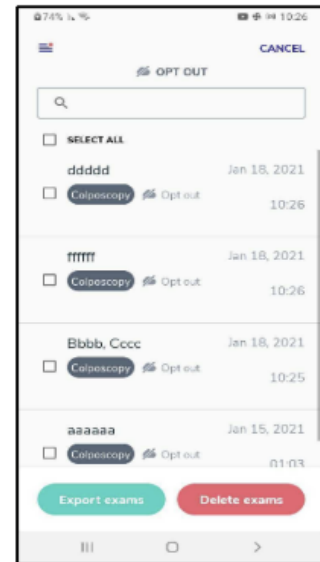 74%
10:26
CANCEL
OPT OUT
SELECT ALL
ddddd
Jan 18, 2021
Colposcopy Opt out
10:26
ffffff
Jan 18, 2021
Colposcopy Opt out
10:26
Bbbb, Cccc
Jan 18, 2021
Colposcopy Opt out
10:25
aaaaaa
Jan 15, 2021
Colposcopy Opt out
01:03
Export exams
Delete exams